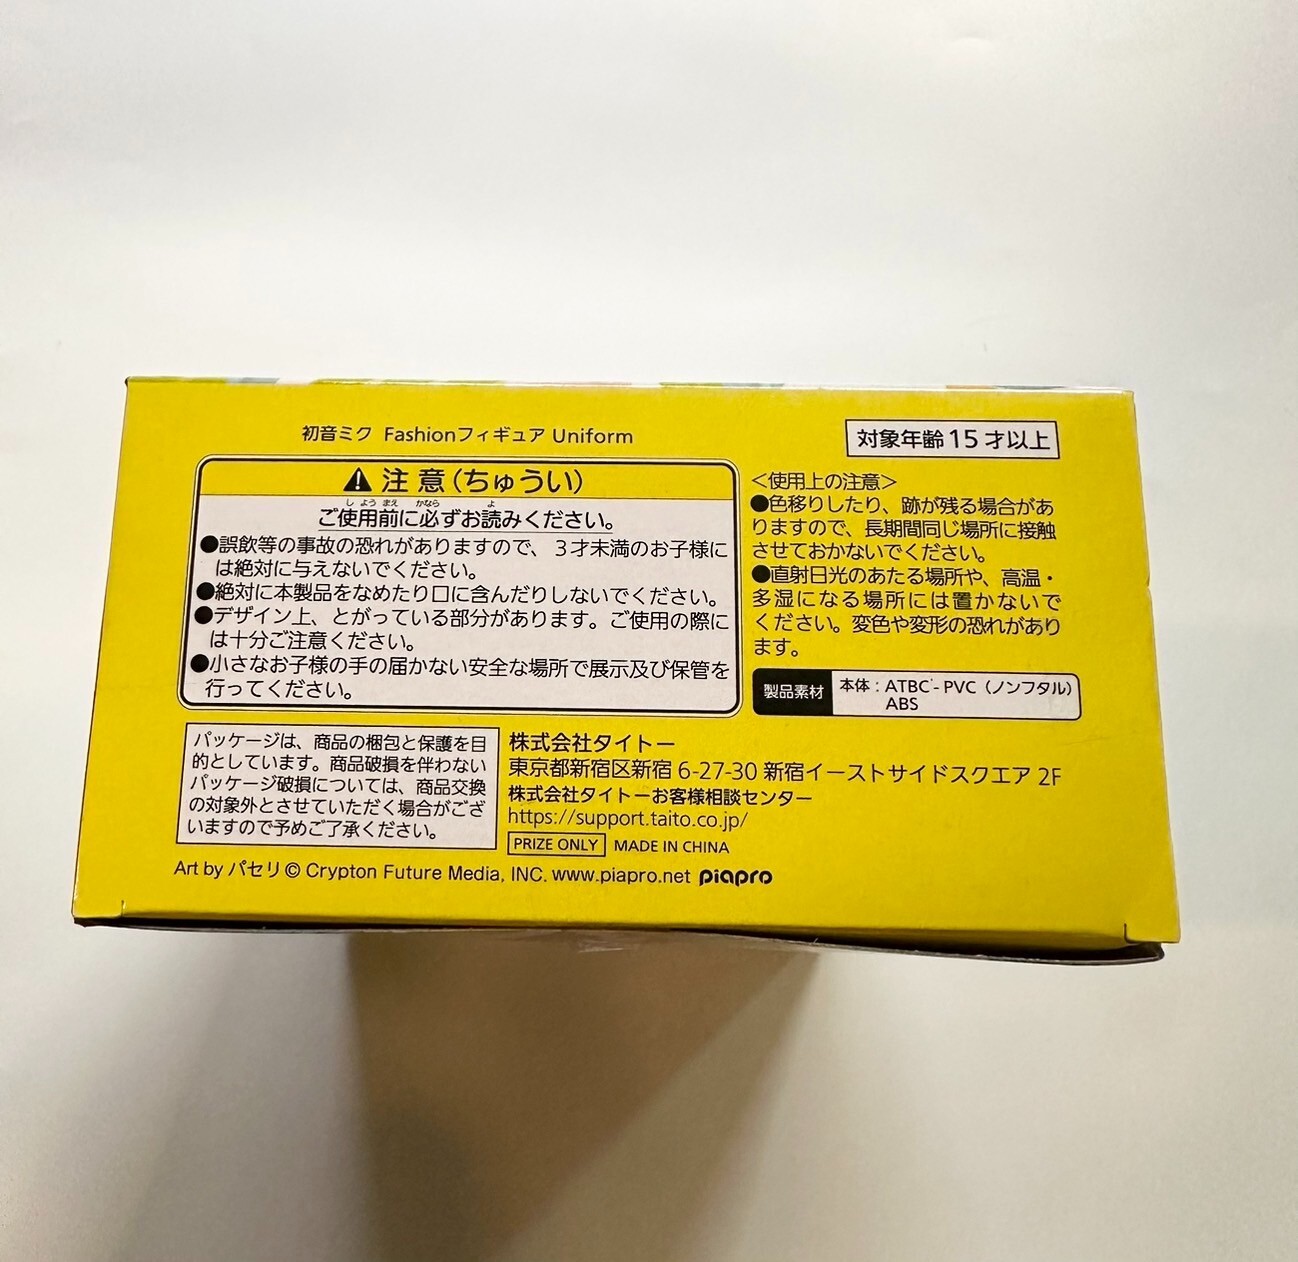 初音ミク Fashionフィギュア Uniform
対象年齢 15 才以上
注 意(ちゅうい)
しようまえ かなら よ
ご使用前に必ずお読みください。
●誤飲等の事故の恐れがありますので、3才未満のお子様に
は絶対に与えないでください。
●絶対に本製品をなめたり口に含んだりしないでください。
●デザイン上、とがっている部分があります。ご使用の際に
は十分ご注意ください。
●小さなお子様の手の届かない安全な場所で展示及び保管を
行ってください。
<使用上の注意>
●色移りしたり、跡が残る場合があ
りますので、長期間同じ場所に接触
させておかないでください。
●直射日光のあたる場所や、高温・
多湿になる場所には置かないで
ください。変色や変形の恐れがあり
ます。
製品素材
本体:ATBC-PVC(ノンフタル)
ABS
パッケージは、商品の梱包と保護を目
的としています。商品破損を伴わない
パッケージ破損については、商品交換
の対象外とさせていただく場合がござ
いますので予めご了承ください。
株式会社タイトー
東京都新宿区新宿 6-27-30 新宿イーストサイドスクエア 2F
株式会社タイトーお客様相談センター
https://support.taito.co.jp/
PRIZE ONLY MADE IN CHINA
Art by パセリ © Crypton Future Media, INC. www.piapro.net piapro